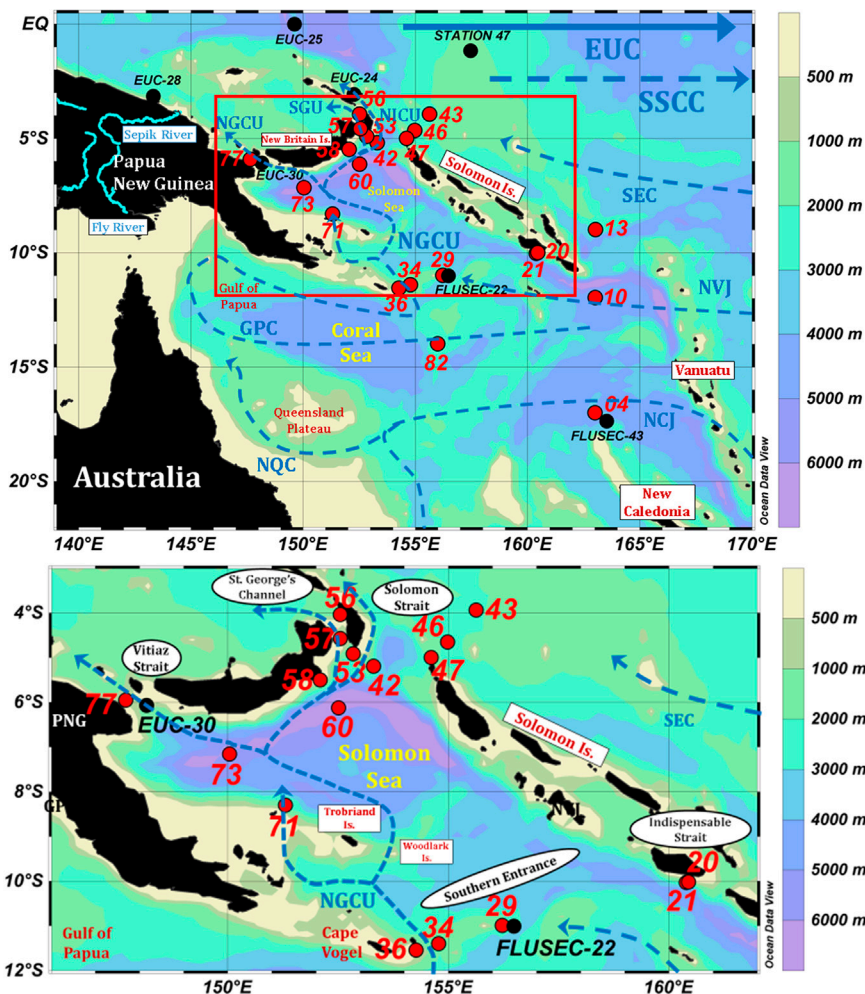 EQ
EUC-25
STATION 47
EUC
EUC-28
EUC-24
SSCC
500 m
56
SGU
NJCU
43
NGCU
57
53
46
5°S
Sepik River
New Britain Is.
58
42
47
1000 m
Papua
New Guinea
77
EUC-30
60
Solomon Is.
73
Solomon
Sea
SEC
2000 m
Fly River
71
NGCU
13
10°S
20
21
3000 m
Gulf of
Papua
34
29
36
FLUSEC-22
10
NVJ
GPC
Coral
Sea
4000 m
82
15°S
Vanuatu
5000 m
Queensland
Plateau
04
NCJ
FLUSEC-43
NQC
6000 m
Australia
20°S
New
Caledonia
Ocean Data View
140°E
145°E
150°E
155°E
160°E
165°E
170°E
St. George's
Channel
Solomon
Strait
4°S
56
43
500 m
57
46
Vitiaz
Strait
53
47
1000 m
58
42
6°S
77
PNG
EUC-30
60
SEC
2000 m
73
Solomon
Sea
Solomon Is.
3000 m
8°S
GP
71
Trobriand
Is.
NVJ
4000 m
Woodlark
Is.
Indispensable
Strait
20
5000 m
10°S
Southern Entrance
21
NGCU
29
6000 m
Gulf of
Papua
Cape
Vogel
34
36
FLUSEC-22
12°S
Ocean Data View
150°E
155°E
160°E